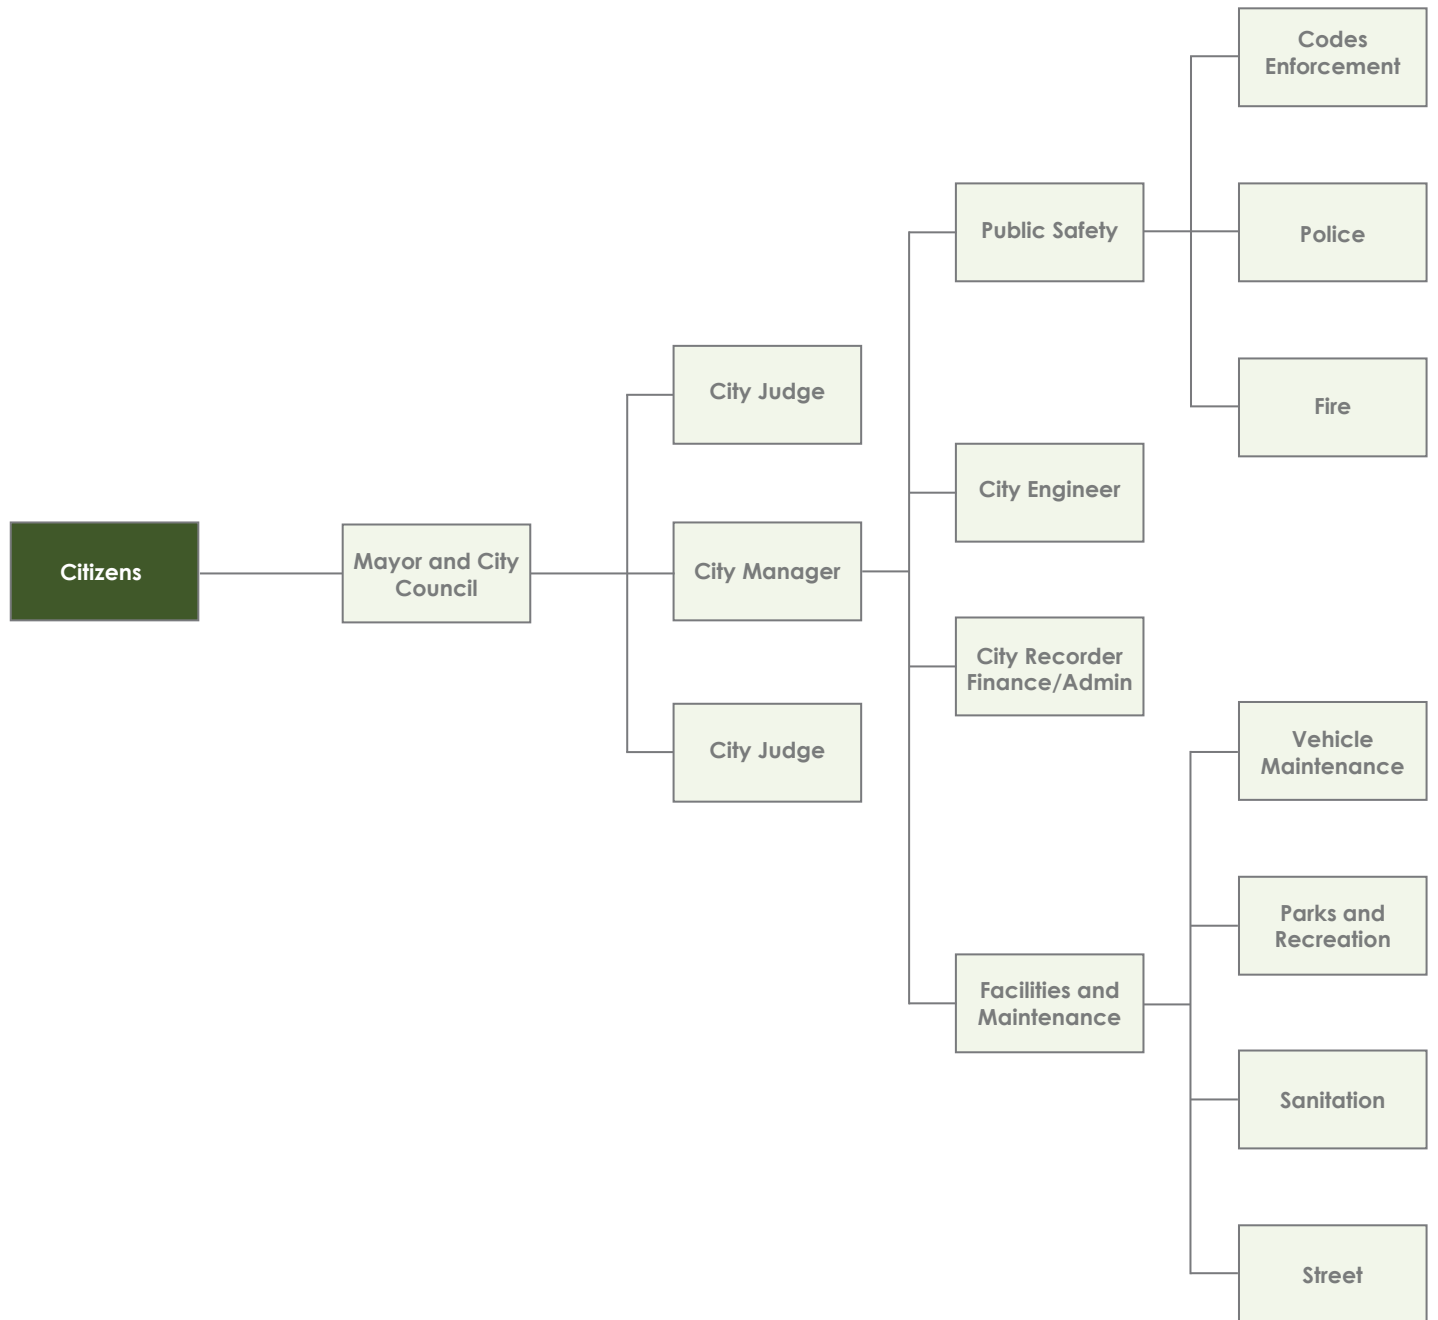 Codes
Enforcement
Public Safety
Police
City Judge
Fire
City Engineer
Citizens
Mayor and City
Council
City Manager
City Recorder
Finance/Admin
City Judge
Vehicle
Maintenance
Parks and
Recreation
Facilities and
Maintenance
Sanitation
Street